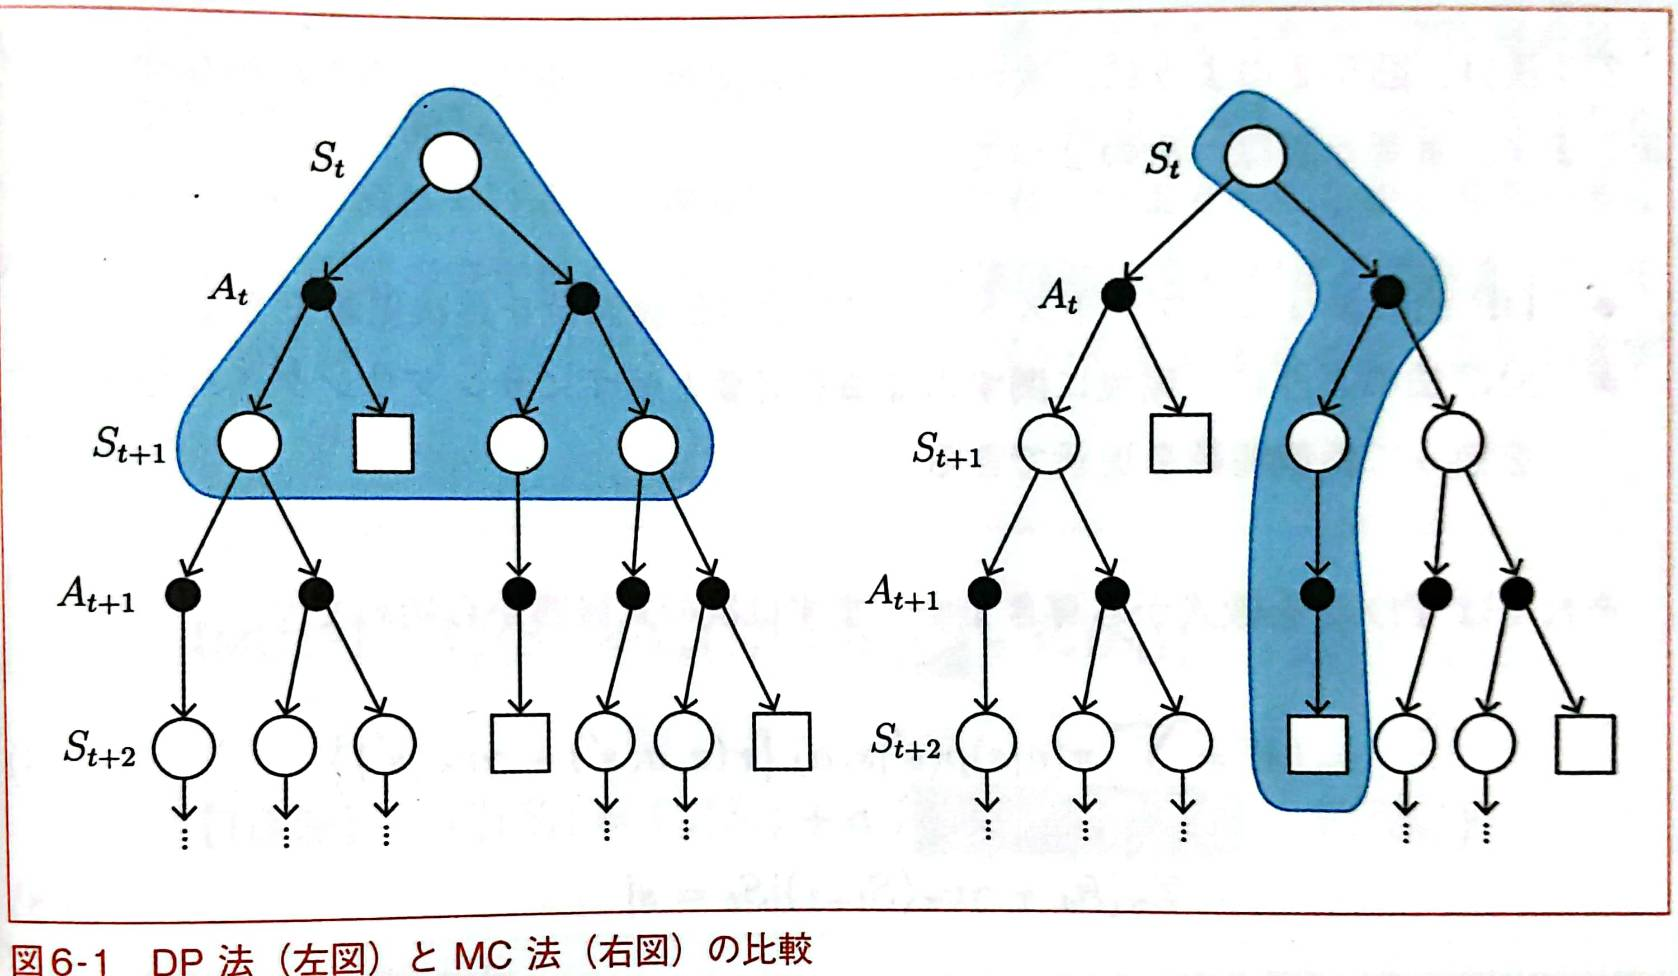 S_t
S_t
A_t
A_t
S_{t+1}
S_{t+1}
A_{t+1}
A_{t+1}
S_{t+2}
S_{t+2}
図6-1 DP 法（左図）と MC 法（右図）の比較